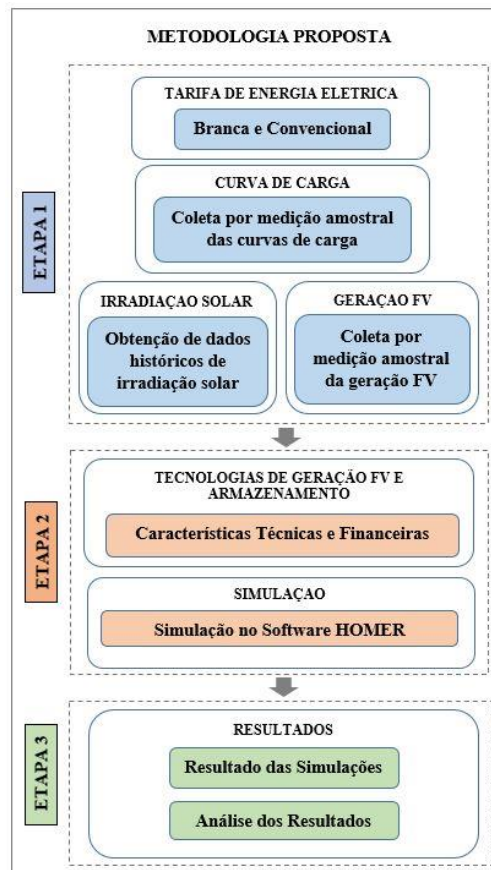 METODOLOGIA PROPOSTA
ETAPA 1
TARIFA DE ENERGIA ELETRICA
Branca e Convencional
CURVA DE CARGA
Coleta por medição amostral
das curvas de carga
IRRADIAÇAO SOLAR
Obtenção de dados
históricos de
irradiação solar
GERAÇAO FV
Coleta por
medição amostral
da geração FV
ETAPA 2
TECNOLOGIAS DE GERAÇÃO FV E
ARMAZENAMENTO
Características Técnicas e Financeiras
SIMULAÇAO
Simulação no Software HOMER
ETAPA 3
RESULTADOS
Resultado das Simulações
Análise dos Resultados